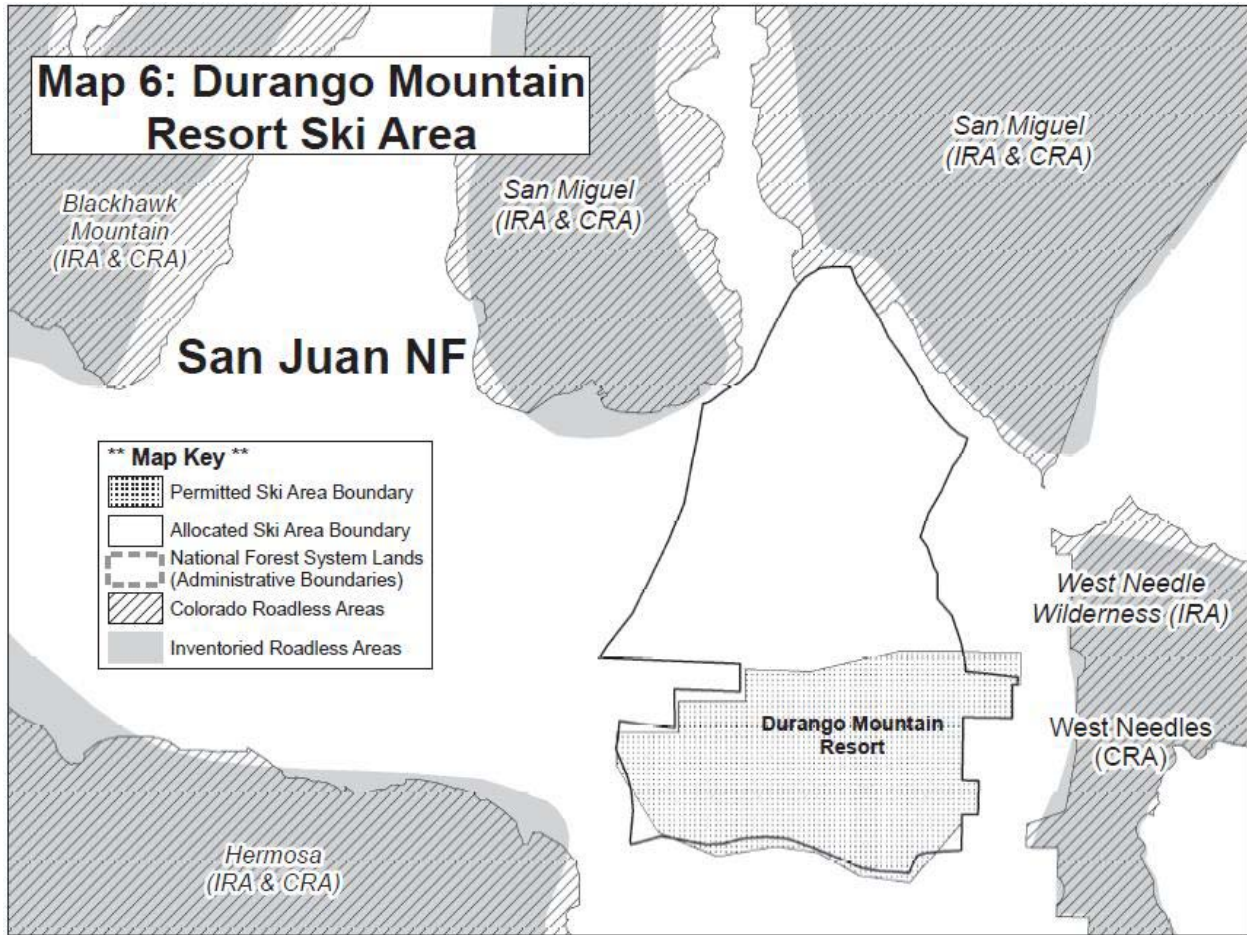 Map 6: Durango Mountain
Resort Ski Area
San Miguel
(IRA & CRA)
San Miguel
(IRA & CRA)
Blackhawk
Mountain
(IRA & CRA)
San Juan NF
** Map Key **
Permitted Ski Area Boundary
Allocated Ski Area Boundary
National Forest System Lands
(Administrative Boundaries)
Colorado Roadless Areas
Inventoried Roadless Areas
West Needle
Wilderness (IRA)
Durango Mountain
Resort
West Needles
(CRA)
Hermosa
(IRA & CRA)